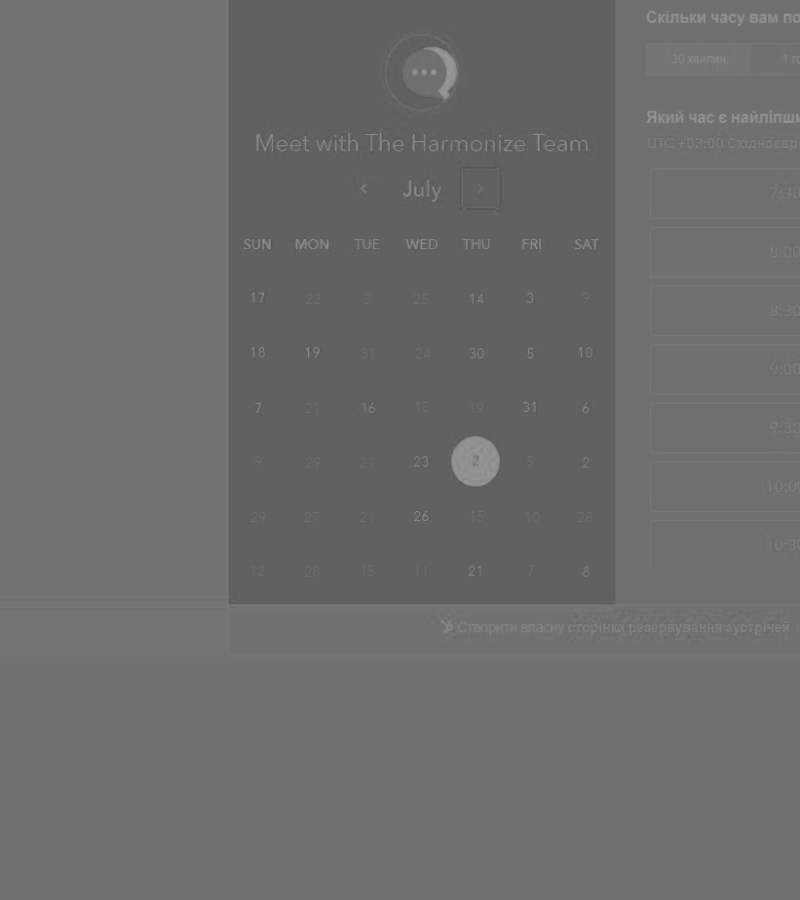 Meet with The Harmonize Team
July
SUN MON TUE WED THU FRI SAT
17 22 3 25 14 3 9
18 19 31 24 30 5 10
7 21 16 15 19 31 6
9 29 21 23 2 5 2
29 27 21 26 15 10 28
12 28 15 11 21 7 8
Скільки часу вам по
30 хвилин 1 го
Який час є найліпши
UTC +03:00 Східноєвр
7:30
8:00
8:30
9:00
9:30
10:00
10:30
Створити власну сторінка резервування зустрічей